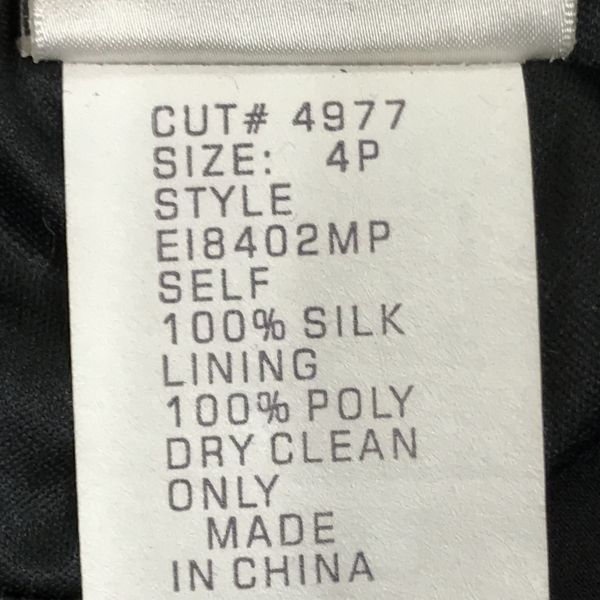 CUT# 4977
SIZE: 4P
STYLE
EI8402MP
SELF
100% SILK
LINING
100% POLY
DRY CLEAN
ONLY
MADE
IN CHINA